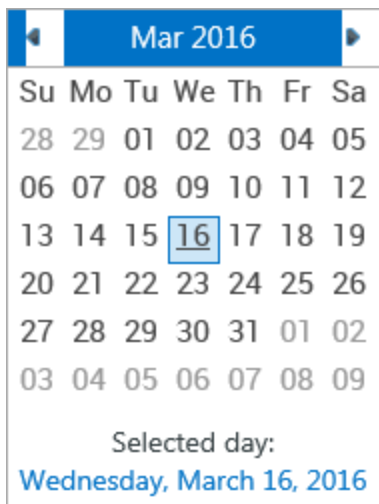 Mar 2016
Su Mo Tu We Th Fr Sa
28 29 01 02 03 04 05
06 07 08 09 10 11 12
13 14 15 16 17 18 19
20 21 22 23 24 25 26
27 28 29 30 31 01 02
03 04 05 06 07 08 09
Selected day:
Wednesday, March 16, 2016